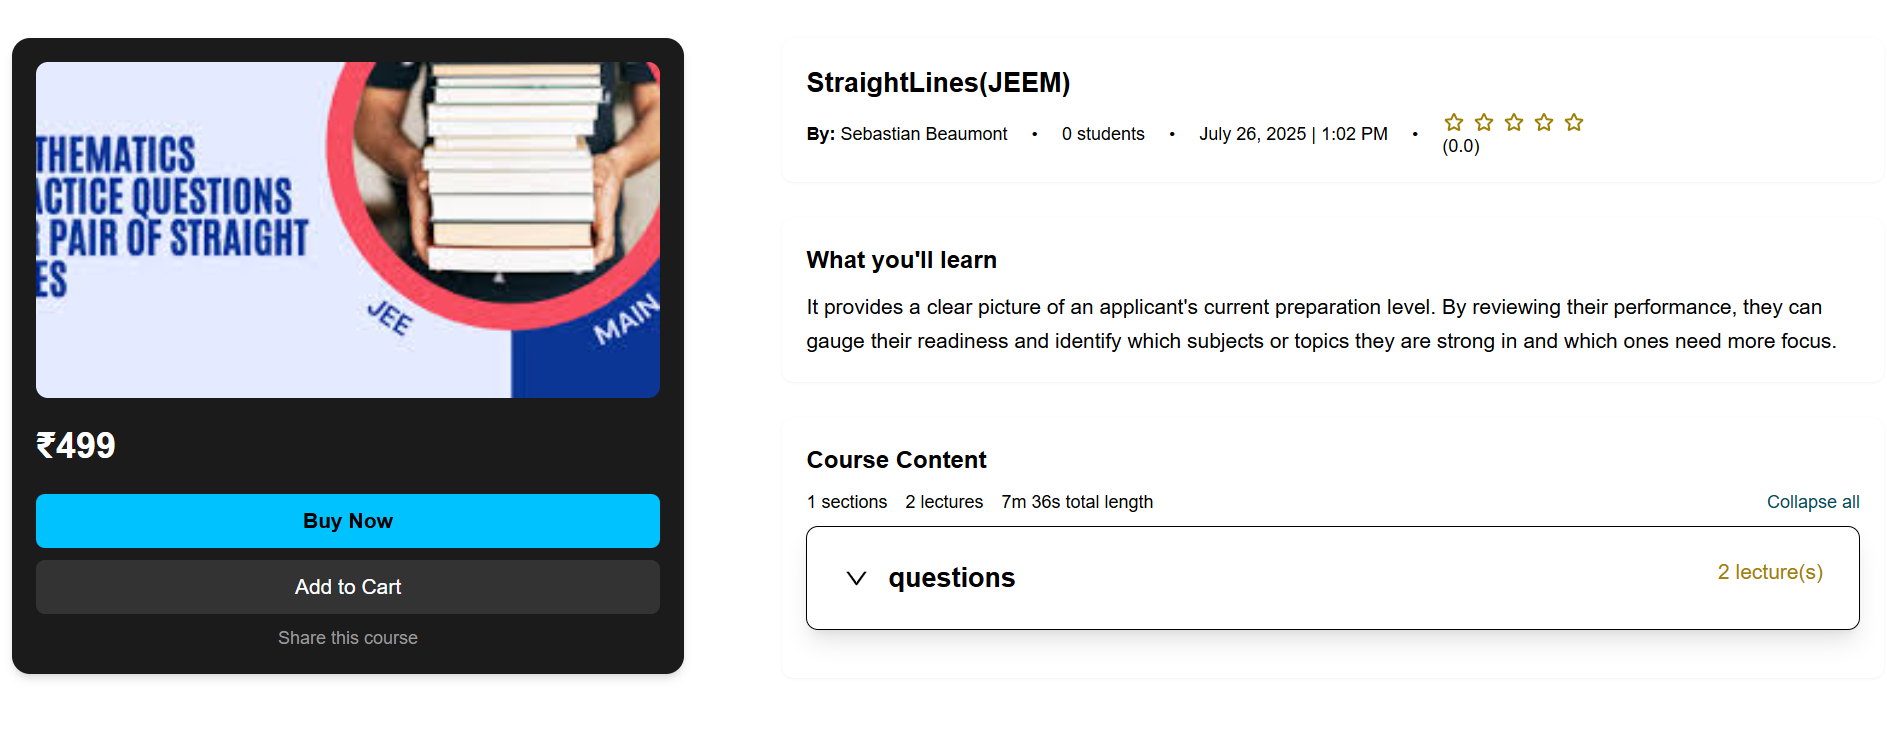 THEMATICS
ACTICE QUESTIONS
PAIR OF STRAIGHT
ES
JEE
MAIN
₹499
Buy Now
Add to Cart
Share this course
StraightLines(JEEM)
By: Sebastian Beaumont • 0 students • July 26, 2025 | 1:02 PM •
(0.0)
What you'll learn
It provides a clear picture of an applicant's current preparation level. By reviewing their performance, they can
gauge their readiness and identify which subjects or topics they are strong in and which ones need more focus.
Course Content
1 sections 2 lectures 7m 36s total length Collapse all
questions 2 lecture(s)